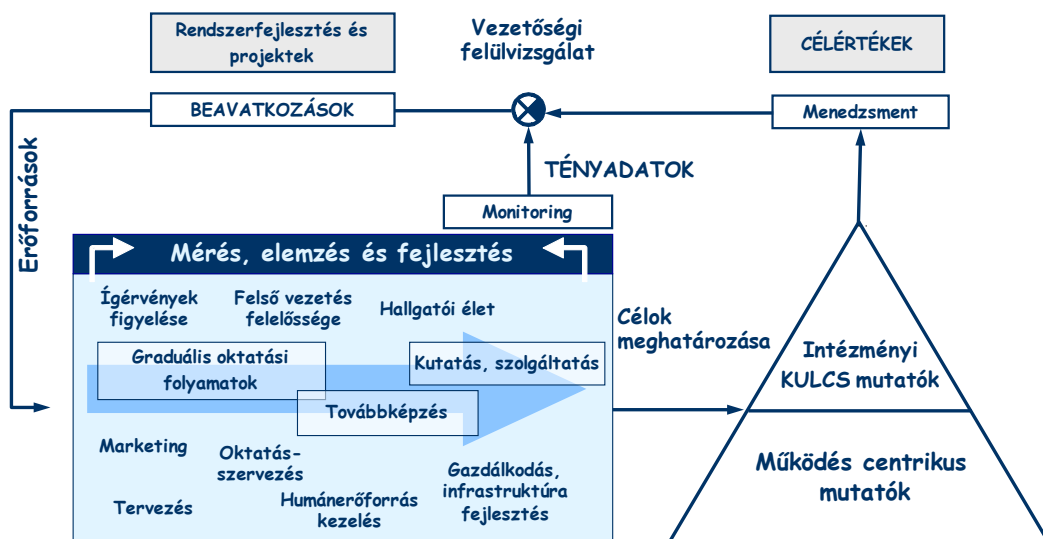 Rendszerfejlesztés és
projektek
Vezetőségi
felülvizsgálat
CÉLÉRTÉKEK
BEAVATKOZÁSOK
Menedzsment
Erőforrások
TÉNYADATOK
Monitoring
Mérés, elemzés és fejlesztés
Ígérvények
figyelése
Felső vezetés
felelőssége
Hallgatói élet
Célok
meghatározása
Graduális oktatási
folyamatok
Kutatás, szolgáltatás
Továbbképzés
Intézményi
KULCS mutatók
Marketing
Oktatás-
szervezés
Gazdálkodás,
infrastruktúra
fejlesztés
Tervezés
Humánerőforrás
kezelés
Működés centrikus
mutatók